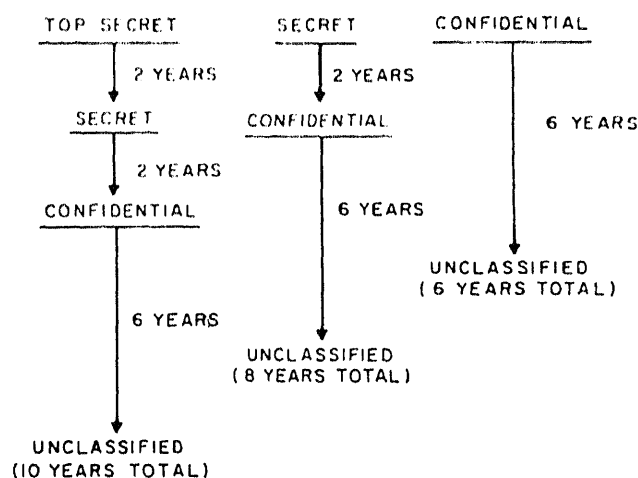 TOP SECRET
2 YEARS
SECRET
2 YEARS
CONFIDENTIAL
6 YEARS
UNCLASSIFIED
(10 YEARS TOTAL)
SECRET
2 YEARS
CONFIDENTIAL
6 YEARS
UNCLASSIFIED
(8 YEARS TOTAL)
CONFIDENTIAL
6 YEARS
UNCLASSIFIED
(6 YEARS TOTAL)